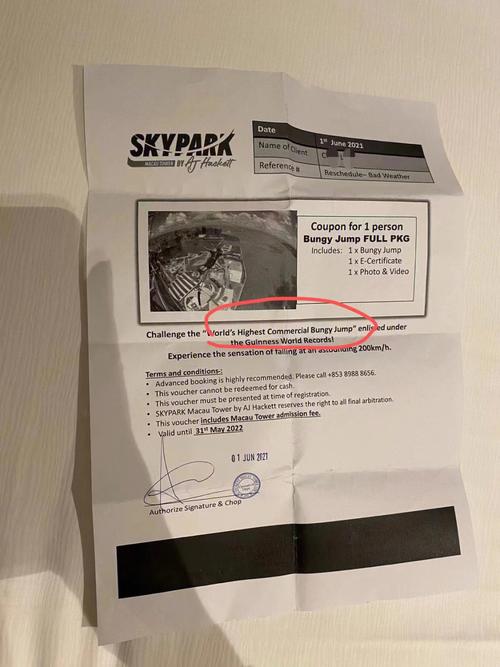 SKYPARK
MACAU TOWER BY AJ Hackett
Date 1st June 2021
Name of Client
Reference # Reschedule– Bad Weather
Coupon for 1 person
Bungy Jump FULL PKG
Includes: 1 x Bungy Jump
1 x E-Certificate
1 x Photo & Video
Challenge the "World's Highest Commercial Bungy Jump" enlisted under
the Guinness World Records!
Experience the sensation of falling at an astounding 200km/h.
Terms and conditions:-
• Advanced booking is highly recommended. Please call +853 8988 8656.
• This voucher cannot be redeemed for cash.
• This voucher must be presented at time of registration.
• SKYPARK Macau Tower by AJ Hackett reserves the right to all final arbitration.
• This voucher includes Macau Tower admission fee.
• Valid until 31st May 2022
01 JUN 2021
Authorize Signature & Chop